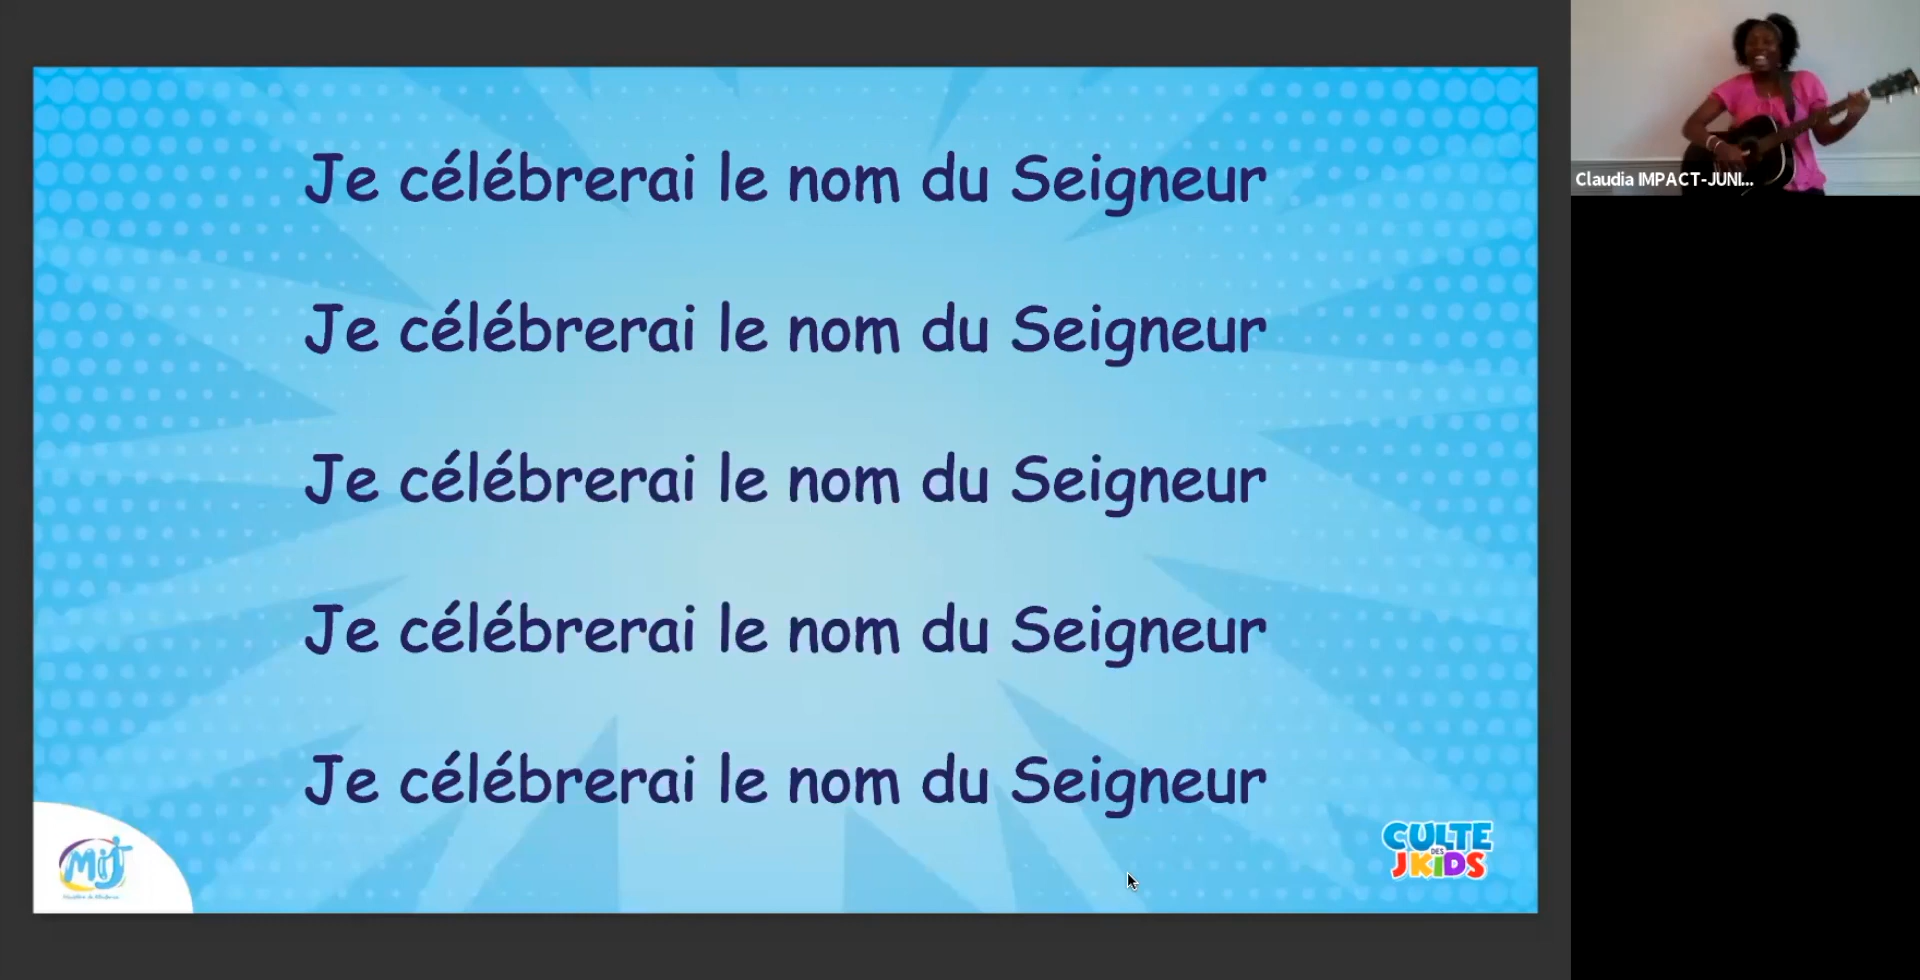 Je célébrerai le nom du Seigneur
Je célébrerai le nom du Seigneur
Je célébrerai le nom du Seigneur
Je célébrerai le nom du Seigneur
Je célébrerai le nom du Seigneur
MIJ
CULTE
DES
JKIDS
Claudia IMPACT-JUNI...